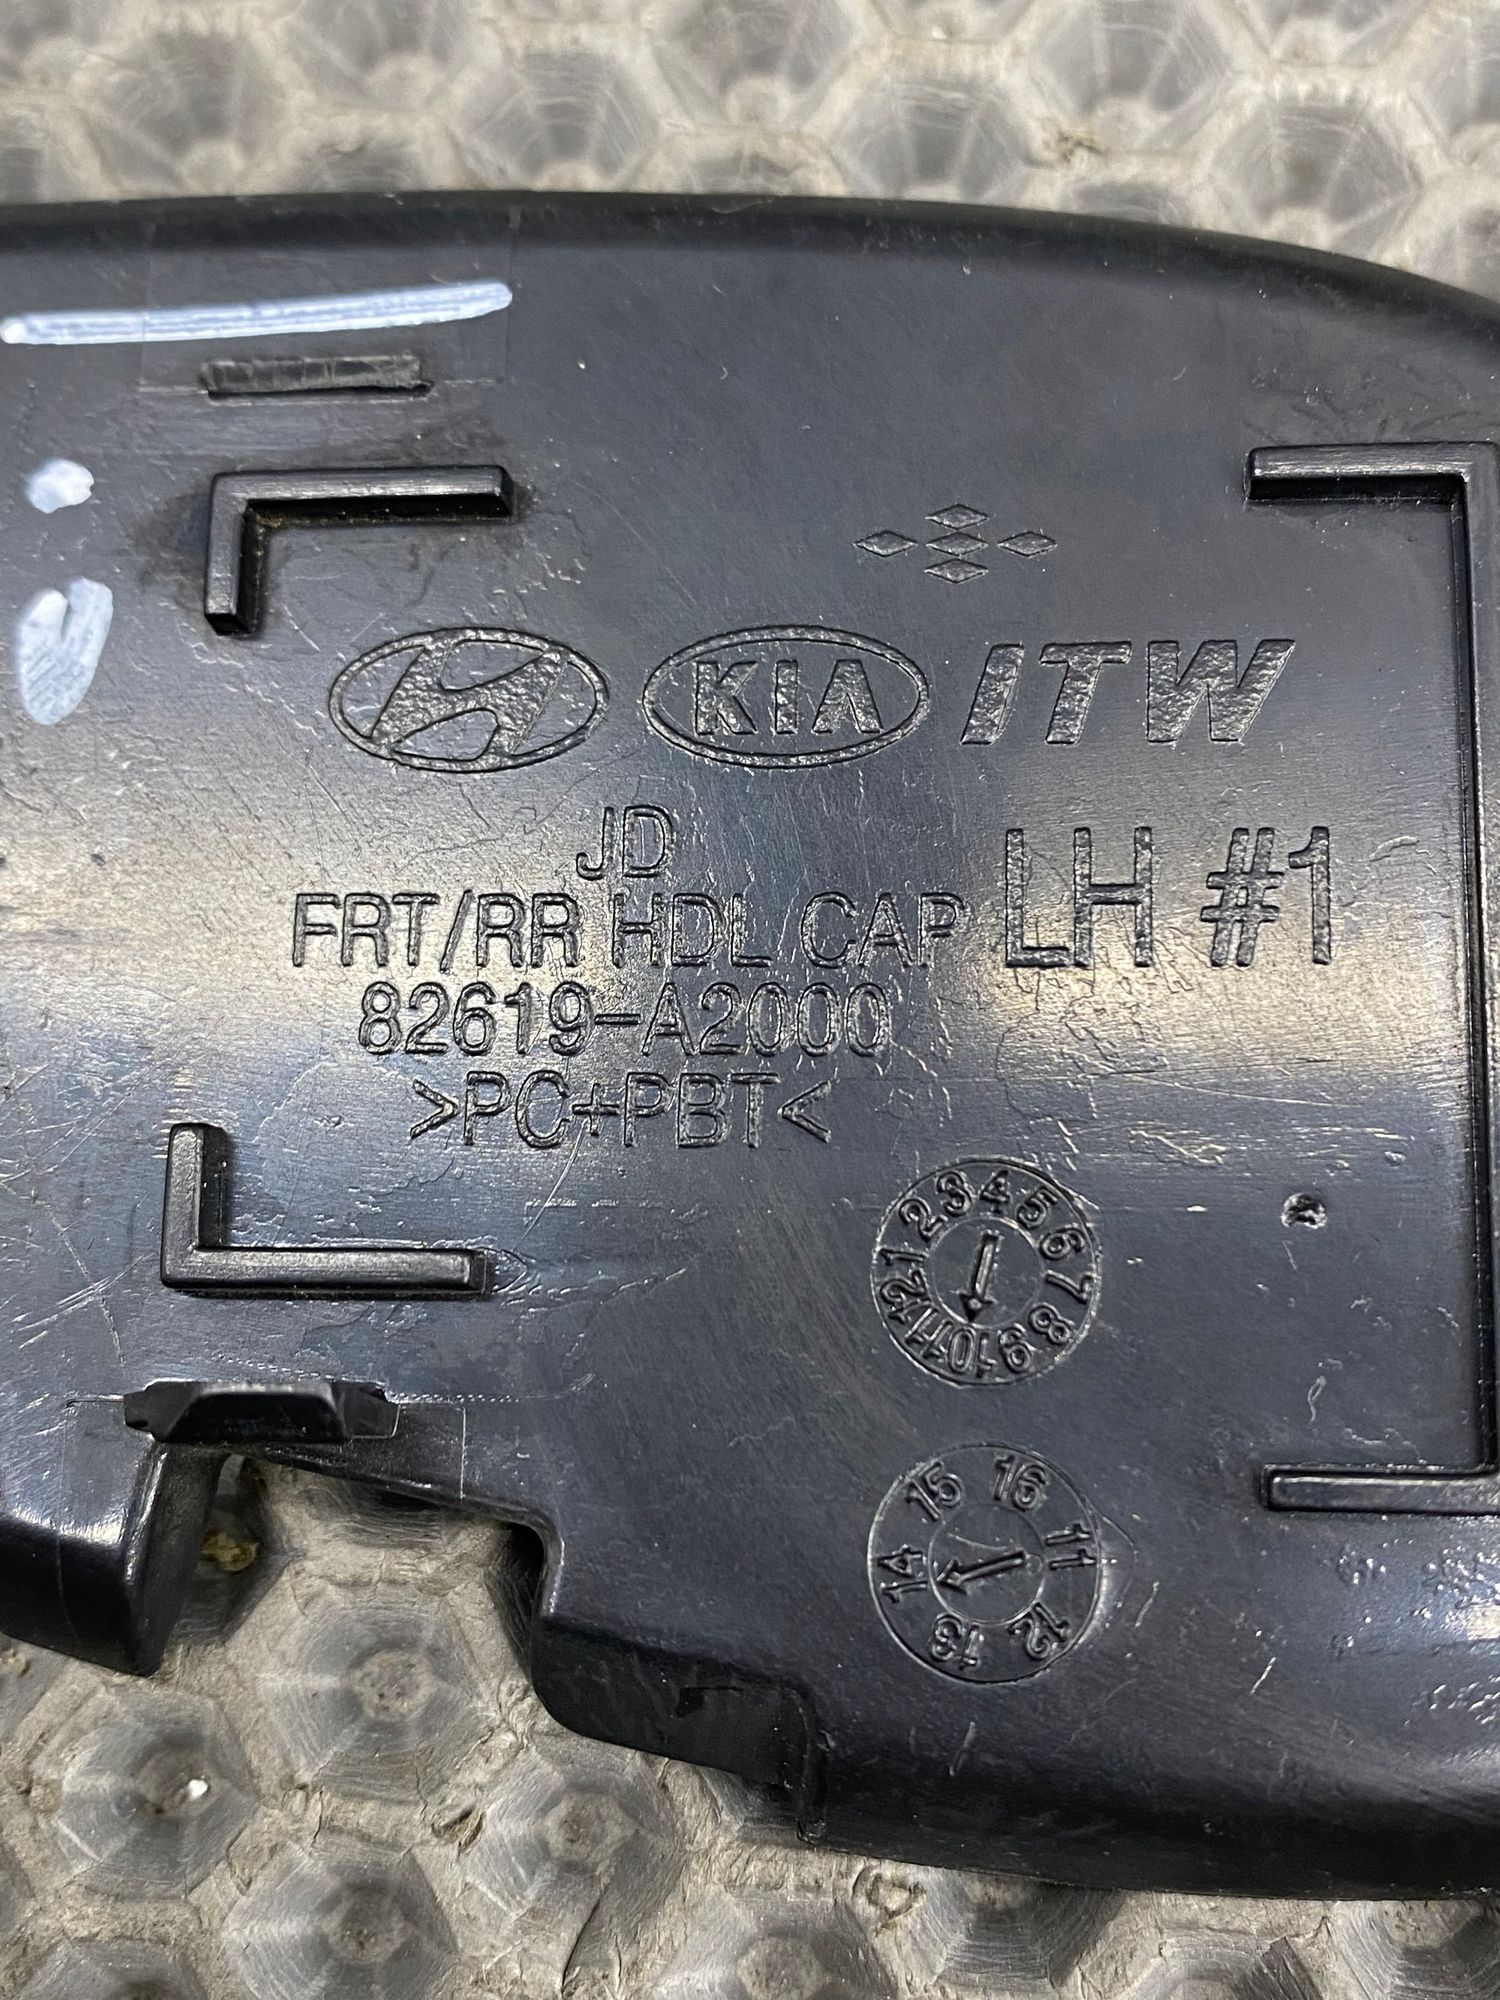 KIA ITW
JD
FRT/RR HDL CAP LH #1
82619-A2000
>PC+PBT<
1 2 3 4 5 6 7 8 9 10 11 12
11 12 13 14 15 16